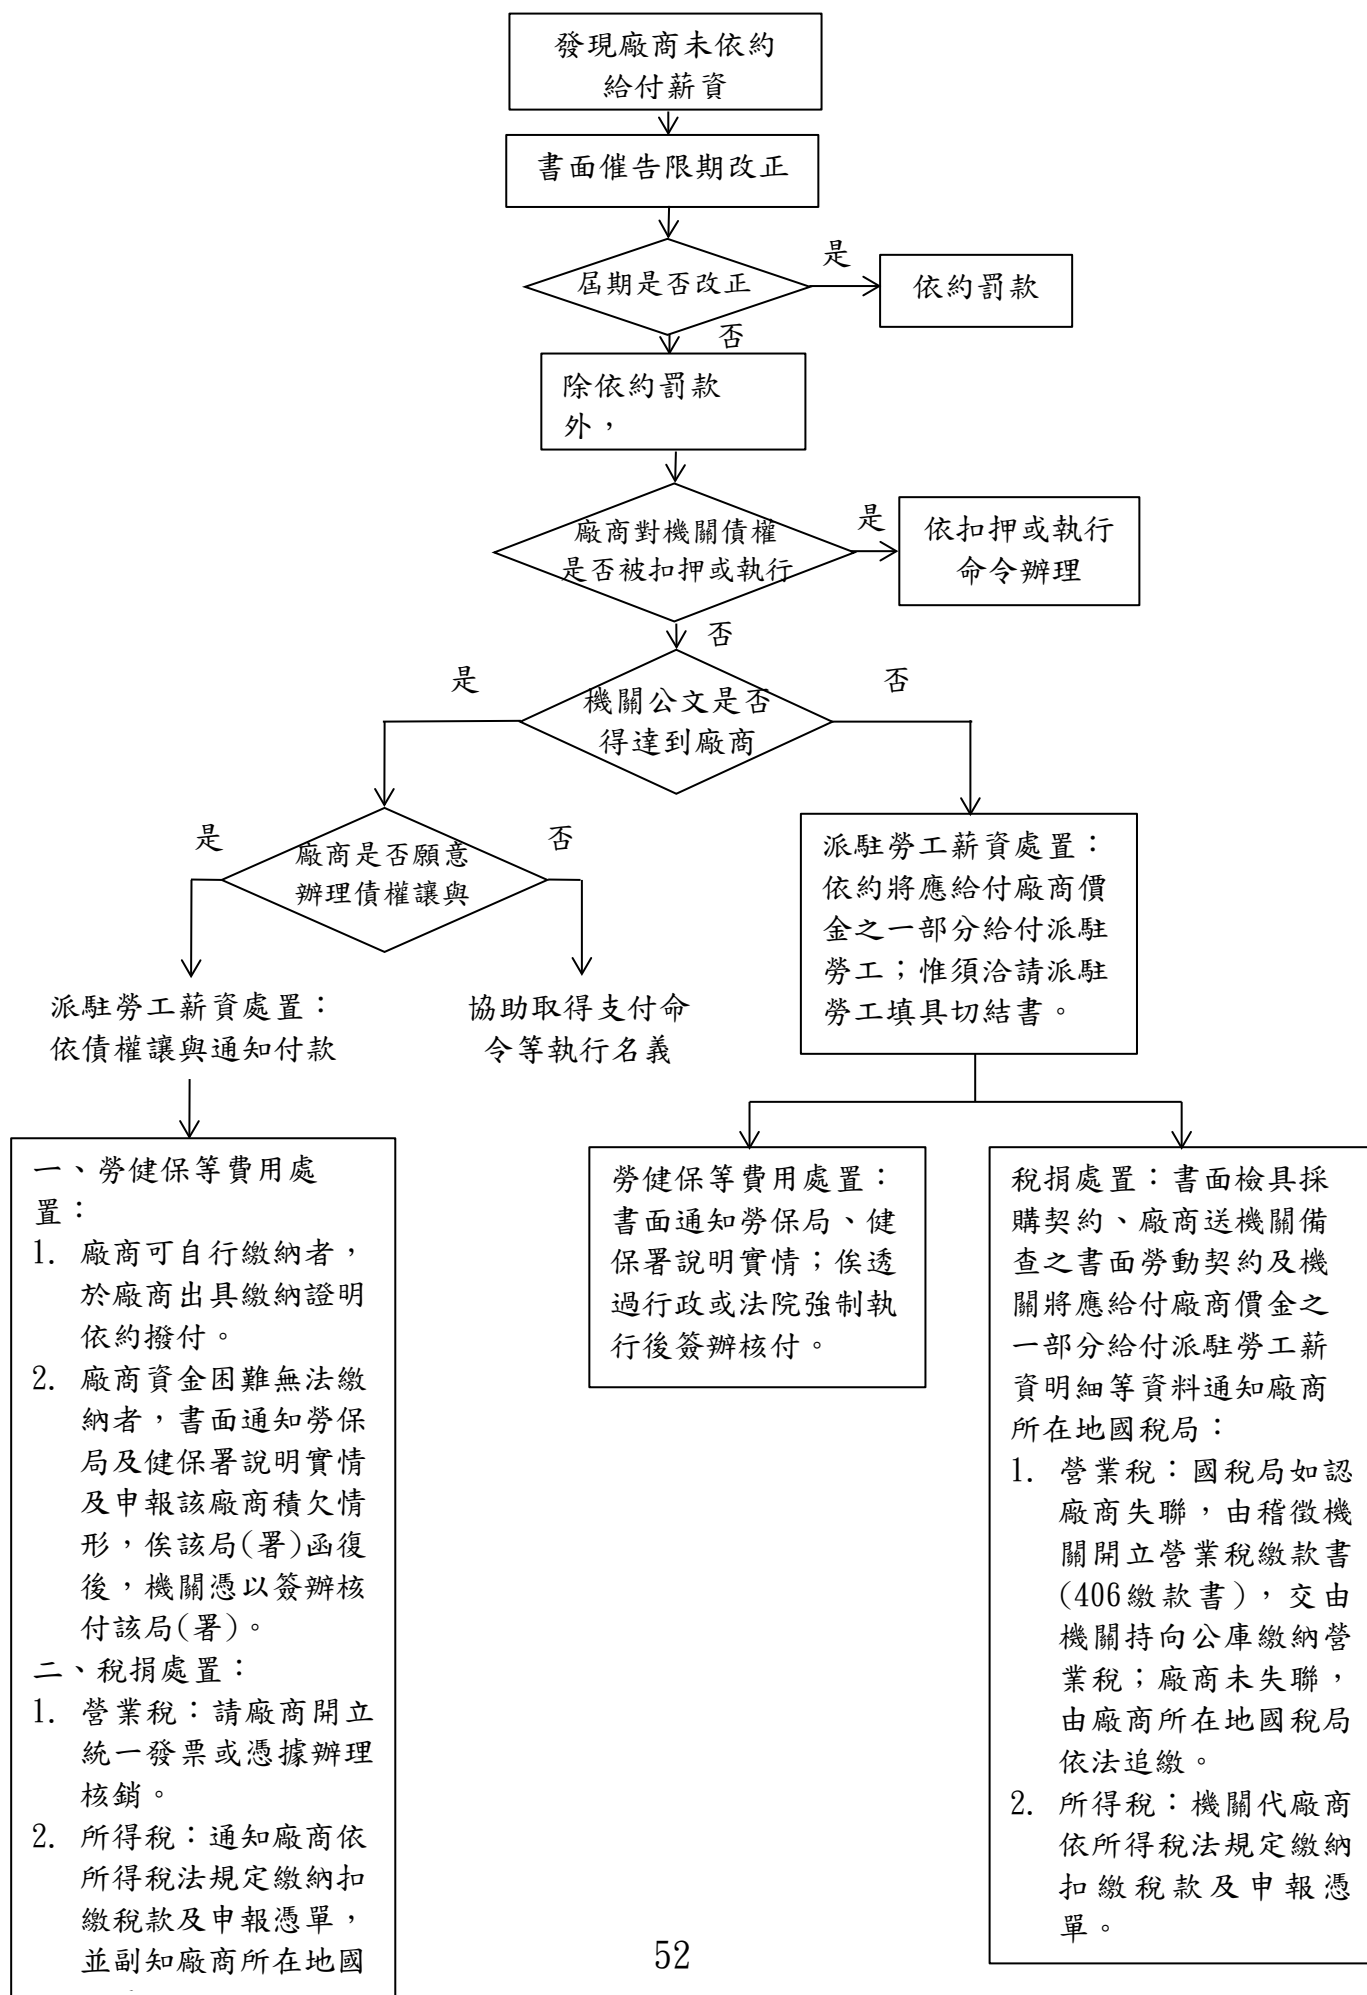 發現廠商未依約
給付薪資
書面催告限期改正
屆期是否改正
是
依約罰款
否
除依約罰款
外，
廠商對機關債權
是否被扣押或執行
是
依扣押或執行
命令辦理
否
機關公文是否
得達到廠商
是
否
廠商是否願意
辦理債權讓與
是
否
派駐勞工薪資處置：
依債權讓與通知付款
協助取得支付命
令等執行名義
派駐勞工薪資處置：
依約將應給付廠商價
金之一部分給付派駐
勞工；惟須洽請派駐
勞工填具切結書。
一、勞健保等費用處
置：
1. 廠商可自行繳納者，
於廠商出具繳納證明
依約撥付。
2. 廠商資金困難無法繳
納者，書面通知勞保
局及健保署說明實情
及申報該廠商積欠情
形，俟該局(署)函復
後，機關憑以簽辦核
付該局(署)。
二、稅捐處置：
1. 營業稅：請廠商開立
統一發票或憑據辦理
核銷。
2. 所得稅：通知廠商依
所得稅法規定繳納扣
繳稅款及申報憑單，
並副知廠商所在地國
勞健保等費用處置：
書面通知勞保局、健
保署說明實情；俟透
過行政或法院強制執
行後簽辦核付。
稅捐處置：書面檢具採
購契約、廠商送機關備
查之書面勞動契約及機
關將應給付廠商價金之
一部分給付派駐勞工薪
資明細等資料通知廠商
所在地國稅局：
1. 營業稅：國稅局如認
廠商失聯，由稽徵機
關開立營業稅繳款書
(406繳款書)，交由
機關持向公庫繳納營
業稅；廠商未失聯，
由廠商所在地國稅局
依法追繳。
2. 所得稅：機關代廠商
依所得稅法規定繳納
扣繳稅款及申報憑
單。
52